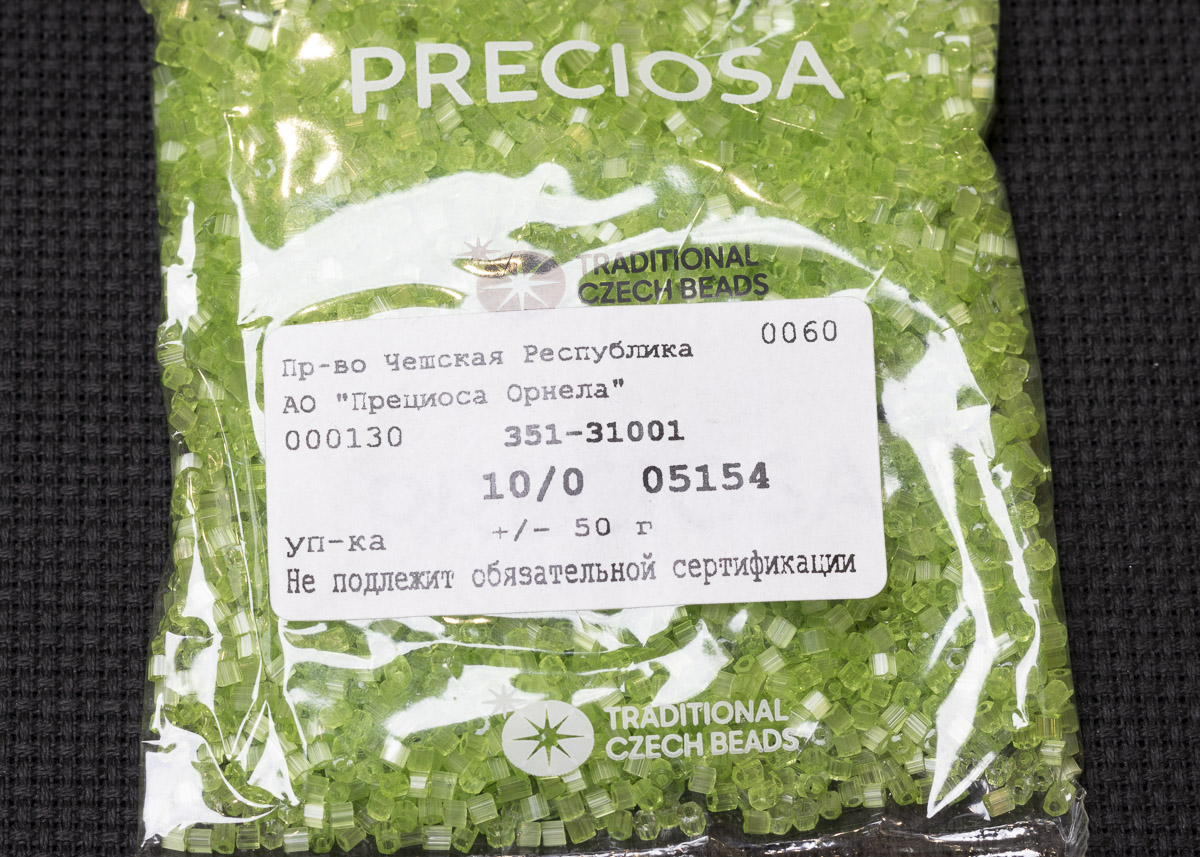 PRECIOSA
TRADITIONAL
CZECH BEADS
0060
Пр-во Чешская Республика
АО "Прециоса Орнела"
000130 351-31001
10/0 05154
уп-ка +/- 50 г
Не подлежит обязательной сертификации
TRADITIONAL
CZECH BEADS